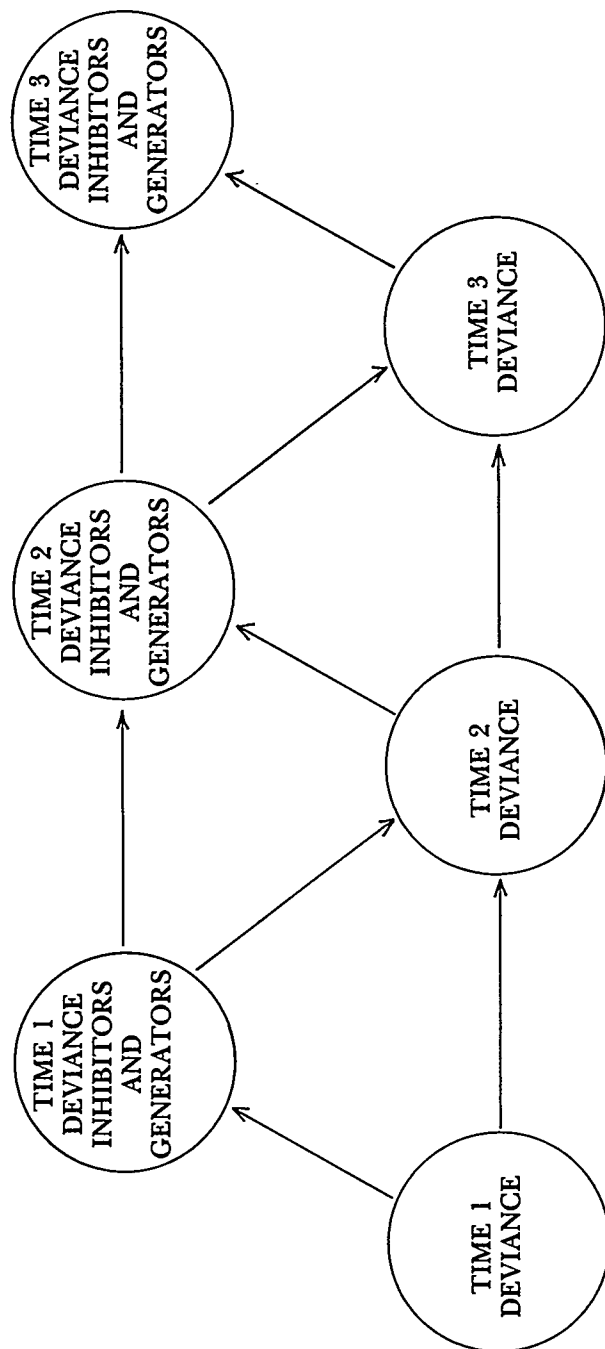 TIME 1
DEVIANCE
INHIBITORS
AND
GENERATORS
TIME 2
DEVIANCE
INHIBITORS
AND
GENERATORS
TIME 3
DEVIANCE
INHIBITORS
AND
GENERATORS
TIME 1
DEVIANCE
TIME 2
DEVIANCE
TIME 3
DEVIANCE